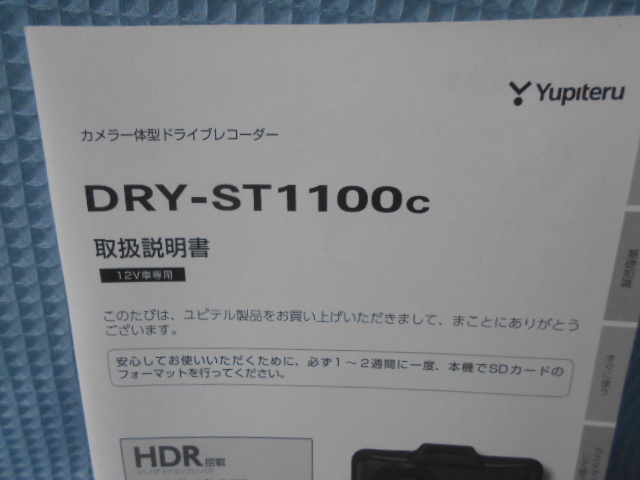 Yupiteru
カメラ一体型ドライブレコーダー
DRY-ST1100c
取扱説明書
12V車専用
このたびは、ユピテル製品をお買い上げいただきまして、まことにありがとう
ございます。
安心してお使いいただくために、必ず1～2週間に一度、本機でSDカードの
フォーマットを行ってください。
HDR搭載